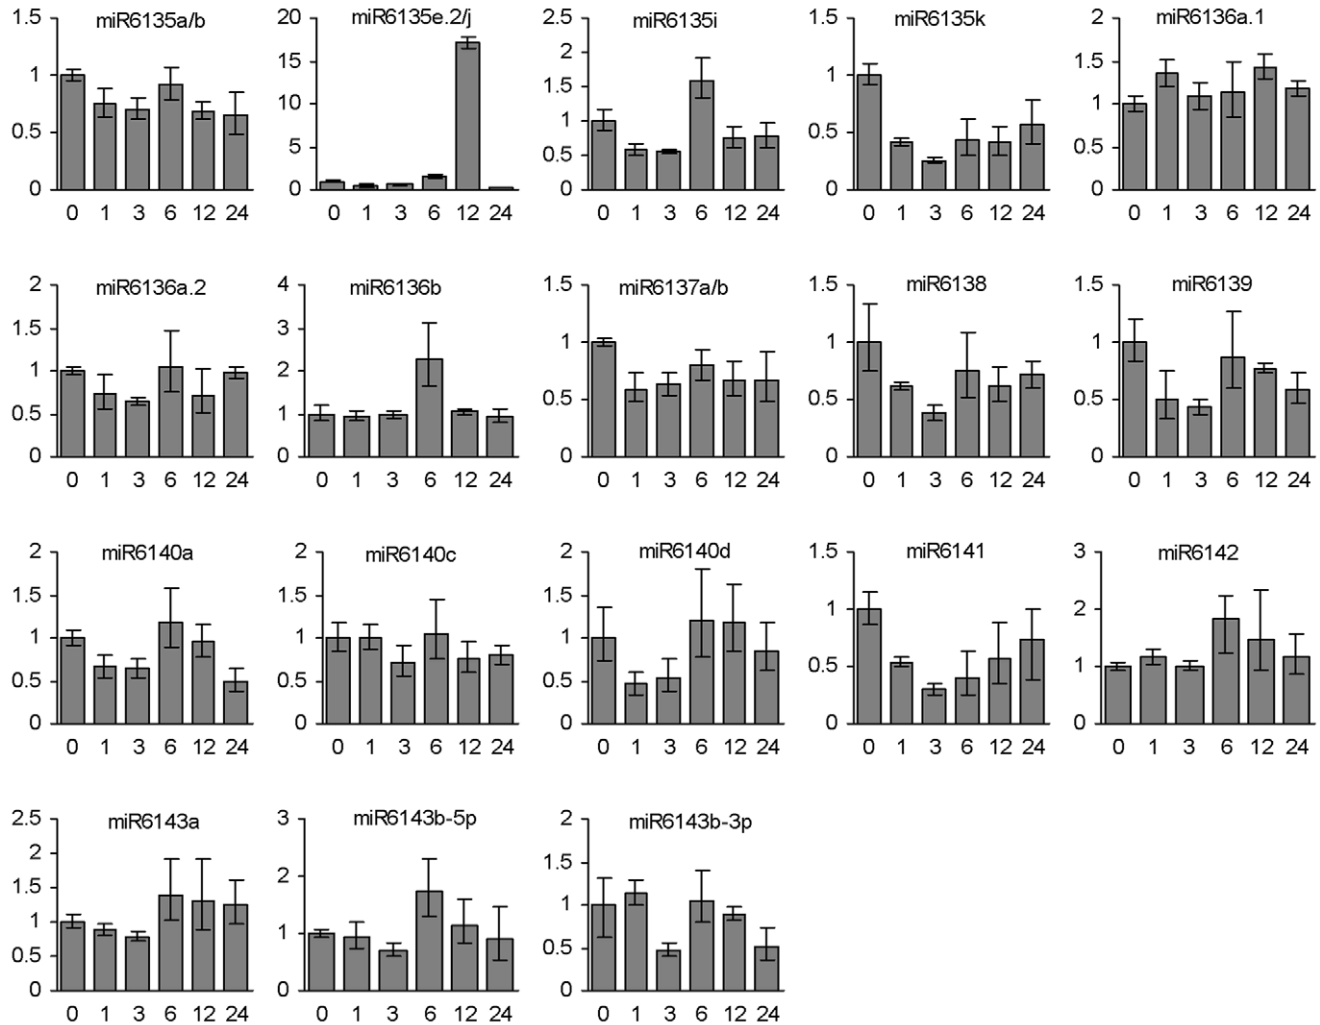 miR6135a/b
1.5
1
0.5
0
0 1 3 6 12 24
miR6135e.2/j
20
15
10
5
0
0 1 3 6 12 24
miR6135i
2.5
2
1.5
1
0.5
0
0 1 3 6 12 24
miR6135k
1.5
1
0.5
0
0 1 3 6 12 24
miR6136a.1
2
1.5
1
0.5
0
0 1 3 6 12 24
miR6136a.2
2
1.5
1
0.5
0
0 1 3 6 12 24
miR6136b
4
3
2
1
0
0 1 3 6 12 24
miR6137a/b
1.5
1
0.5
0
0 1 3 6 12 24
miR6138
1.5
1
0.5
0
0 1 3 6 12 24
miR6139
1.5
1
0.5
0
0 1 3 6 12 24
miR6140a
2
1.5
1
0.5
0
0 1 3 6 12 24
miR6140c
2
1.5
1
0.5
0
0 1 3 6 12 24
miR6140d
2
1.5
1
0.5
0
0 1 3 6 12 24
miR6141
1.5
1
0.5
0
0 1 3 6 12 24
miR6142
3
2
1
0
0 1 3 6 12 24
miR6143a
2.5
2
1.5
1
0.5
0
0 1 3 6 12 24
miR6143b-5p
3
2
1
0
0 1 3 6 12 24
miR6143b-3p
2
1.5
1
0.5
0
0 1 3 6 12 24